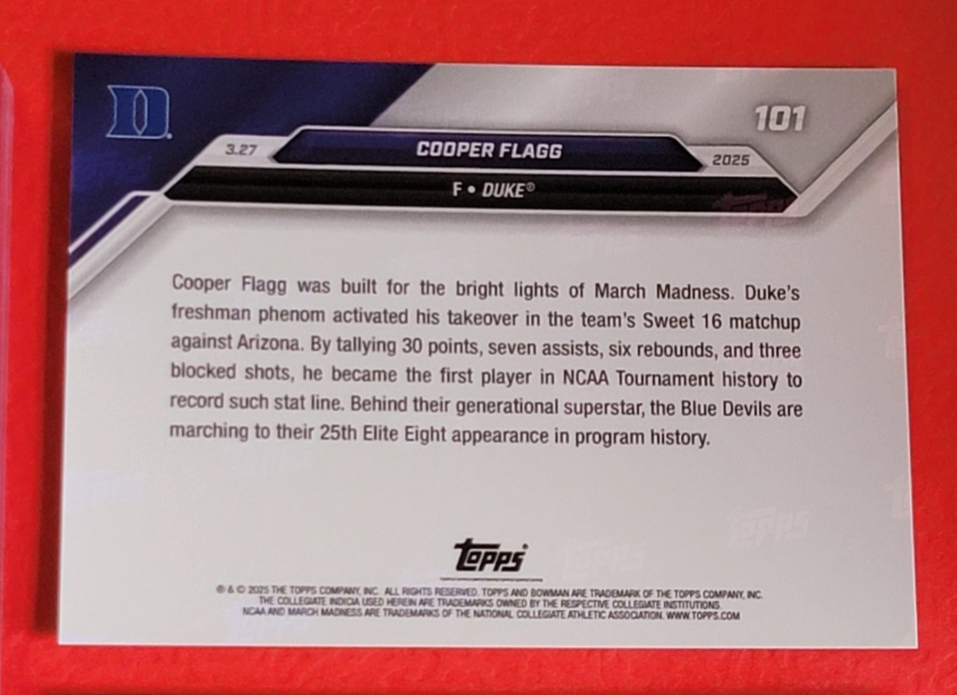 D
101
3.27
COOPER FLAGG
2025
F • DUKE®
Cooper Flagg was built for the bright lights of March Madness. Duke's
freshman phenom activated his takeover in the team's Sweet 16 matchup
against Arizona. By tallying 30 points, seven assists, six rebounds, and three
blocked shots, he became the first player in NCAA Tournament history to
record such stat line. Behind their generational superstar, the Blue Devils are
marching to their 25th Elite Eight appearance in program history.
Topps®
® & © 2025 THE TOPPS COMPANY, INC. ALL RIGHTS RESERVED. TOPPS AND BOWMAN ARE TRADEMARK OF THE TOPPS COMPANY, INC.
THE COLLEGIATE INDICIA USED HEREIN ARE TRADEMARKS OWNED BY THE RESPECTIVE COLLEGIATE INSTITUTIONS.
NCAA AND MARCH MADNESS ARE TRADEMARKS OF THE NATIONAL COLLEGIATE ATHLETIC ASSOCIATION. WWW.TOPPS.COM